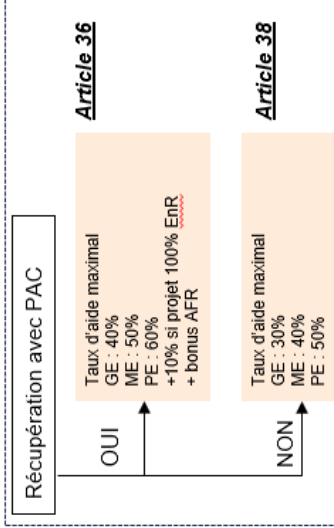 Récupération avec PAC
OUI
Taux d'aide maximal
GE : 40%
ME : 50%
PE : 60%
+10% si projet 100% EnR
+ bonus AFR
Article 36
NON
Taux d'aide maximal
GE : 30%
ME : 40%
PE : 50%
Article 38